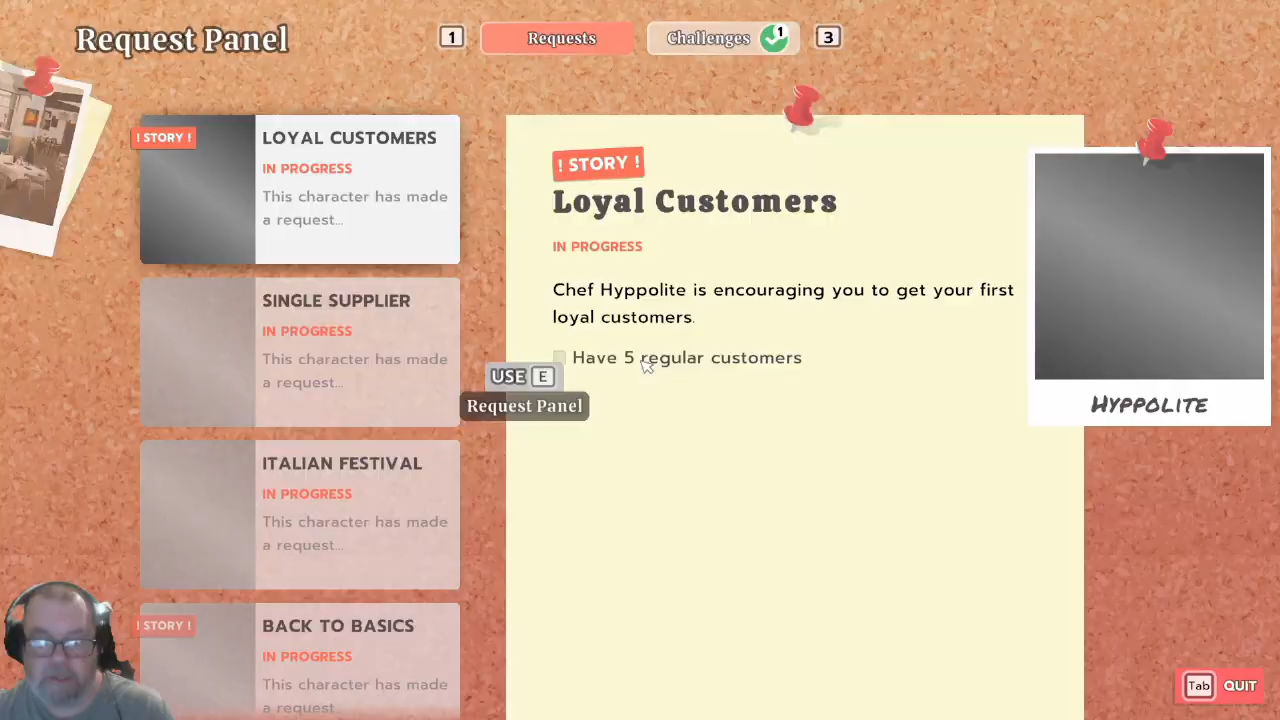 Request Panel
1
Requests
Challenges
1
3
! STORY !
LOYAL CUSTOMERS
IN PROGRESS
This character has made
a request...
SINGLE SUPPLIER
IN PROGRESS
This character has made
a request...
ITALIAN FESTIVAL
IN PROGRESS
This character has made
a request...
! STORY !
BACK TO BASICS
IN PROGRESS
This character has made
a request...
! STORY !
Loyal Customers
IN PROGRESS
Chef Hyppolite is encouraging you to get your first
loyal customers.
Have 5 regular customers
USE E
Request Panel
HYPPOLITE
Tab QUIT